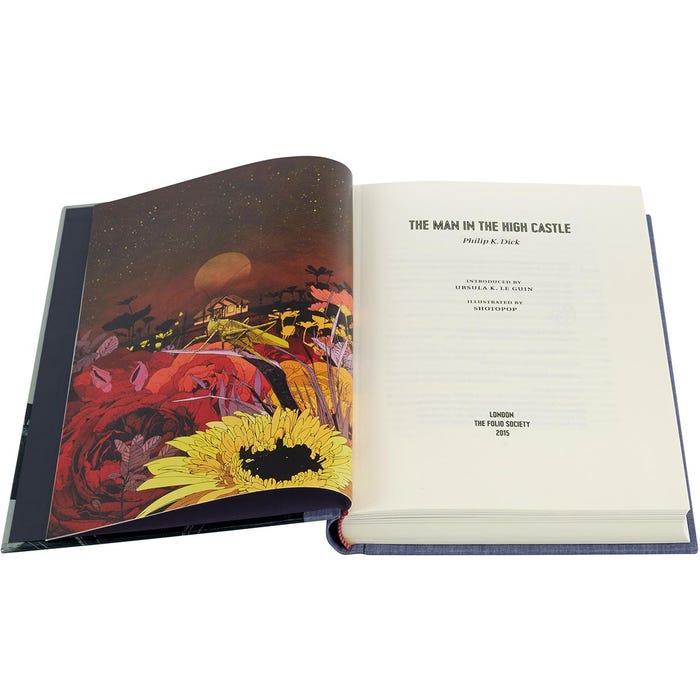 THE MAN IN THE HIGH CASTLE
Philip K. Dick
INTRODUCED BY
URSULA K. LE GUIN
ILLUSTRATED BY
SHOTOPOP
LONDON
THE FOLIO SOCIETY
2015